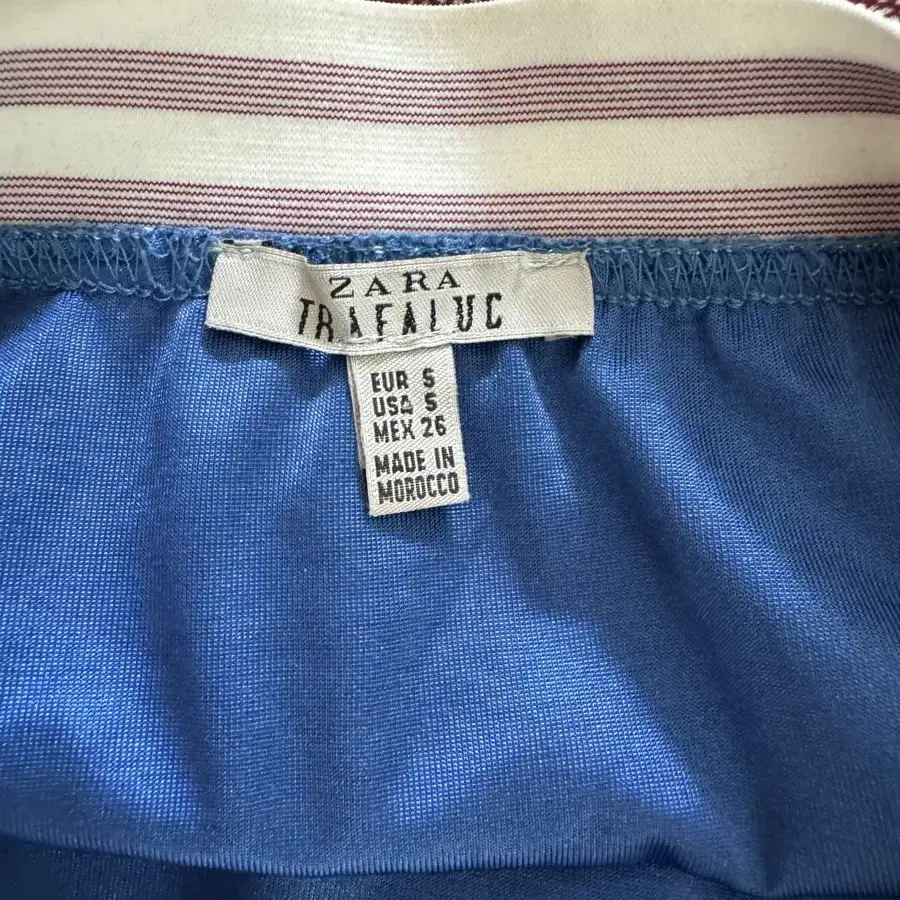 ZARA
TRAFALUC
EUR S
USA S
MEX 26
MADE IN
MOROCCO